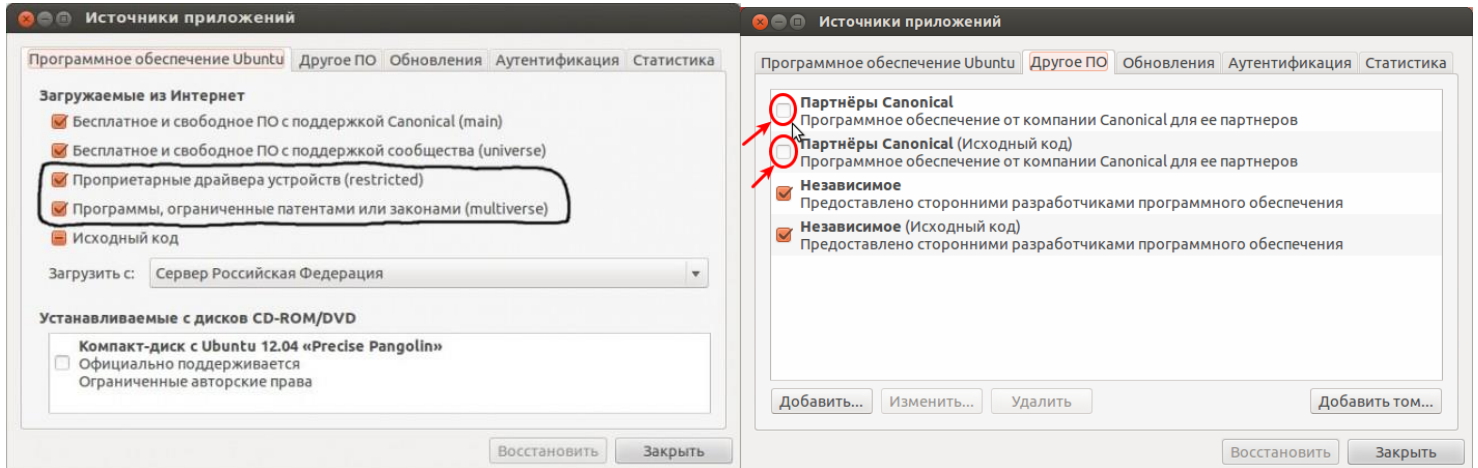 Источники приложений
Программное обеспечение Ubuntu Другое ПО Обновления Аутентификация Статистика
Загружаемые из Интернет
Бесплатное и свободное ПО с поддержкой Canonical (main)
Бесплатное и свободное ПО с поддержкой сообщества (universe)
Проприетарные драйвера устройств (restricted)
Программы, ограниченные патентами или законами (multiverse)
Исходный код
Загрузить с: Сервер Российская Федерация
Устанавливаемые с дисков CD-ROM/DVD
Компакт-диск с Ubuntu 12.04 «Precise Pangolin»
Официально поддерживается
Ограниченные авторские права
Восстановить Закрыть
Источники приложений
Программное обеспечение Ubuntu Другое ПО Обновления Аутентификация Статистика
Партнёры Canonical
Программное обеспечение от компании Canonical для ее партнеров
Партнёры Canonical (Исходный код)
Программное обеспечение от компании Canonical для ее партнеров
Независимое
Предоставлено сторонними разработчиками программного обеспечения
Независимое (Исходный код)
Предоставлено сторонними разработчиками программного обеспечения
Добавить... Изменить... Удалить Добавить том...
Восстановить Закрыть